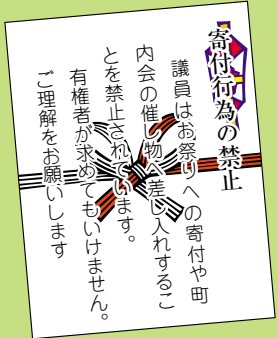 寄付行為の禁止
議員はお祭りへの寄付や町
内会の催し物へ差し入れするこ
とを禁止されています。
有権者が求めてもいけません。
ご理解をお願いします